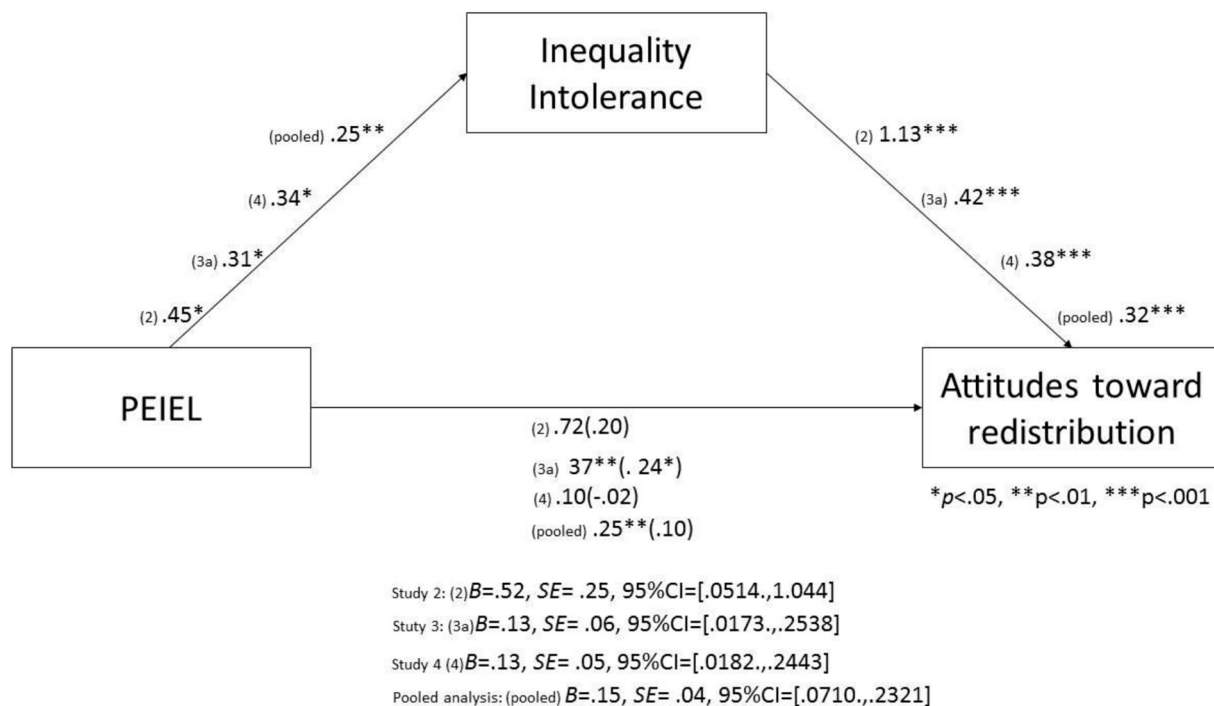 Inequality
Intolerance
(pooled) .25**
(4) .34*
(3a) .31*
(2) .45*
(2) 1.13***
(3a) .42***
(4) .38***
(pooled) .32***
PEIEL
Attitudes toward
redistribution
(2) .72(.20)
(3a) 37**(. 24*)
(4) .10(-.02)
(pooled) .25**(.10)
*p<.05, **p<.01, ***p<.001
Study 2: (2)B=.52, SE= .25, 95%CI=[.0514.,1.044]
Stuty 3: (3a)B=.13, SE= .06, 95%CI=[.0173.,.2538]
Study 4 (4)B=.13, SE= .05, 95%CI=[.0182.,.2443]
Pooled analysis: (pooled) B=.15, SE= .04, 95%CI=[.0710.,.2321]